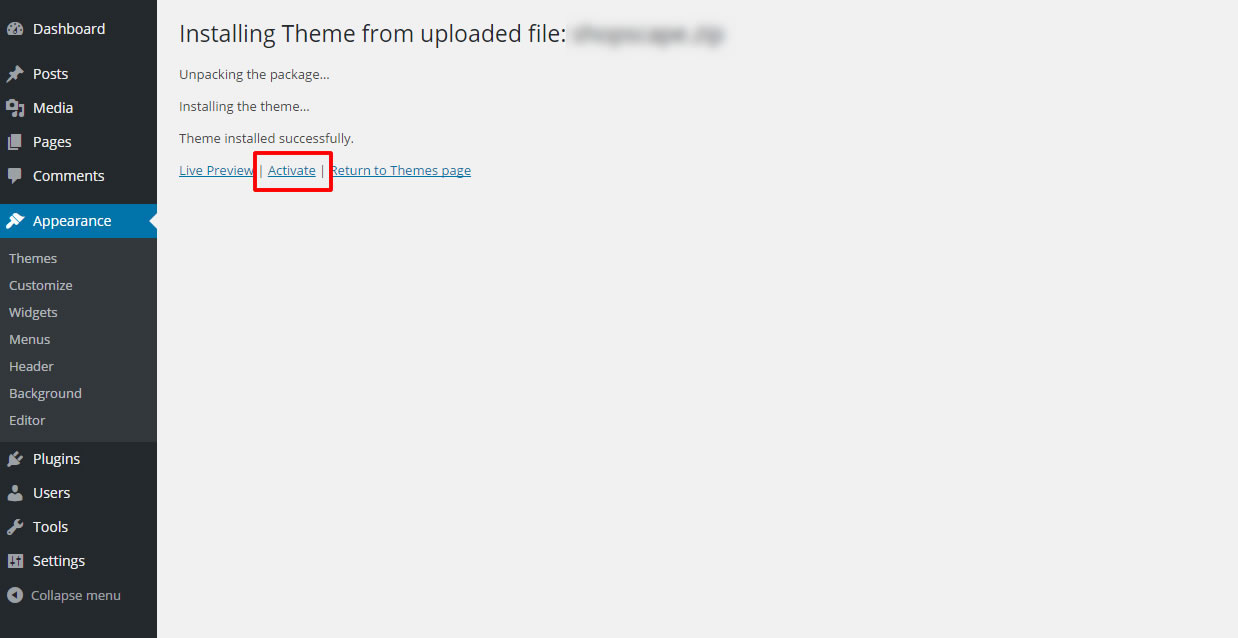 Dashboard
Posts
Media
Pages
Comments
Appearance
Themes
Customize
Widgets
Menus
Header
Background
Editor
Plugins
Users
Tools
Settings
Collapse menu
Installing Theme from uploaded file:
Unpacking the package...
Installing the theme...
Theme installed successfully.
Live Preview | Activate | Return to Themes page